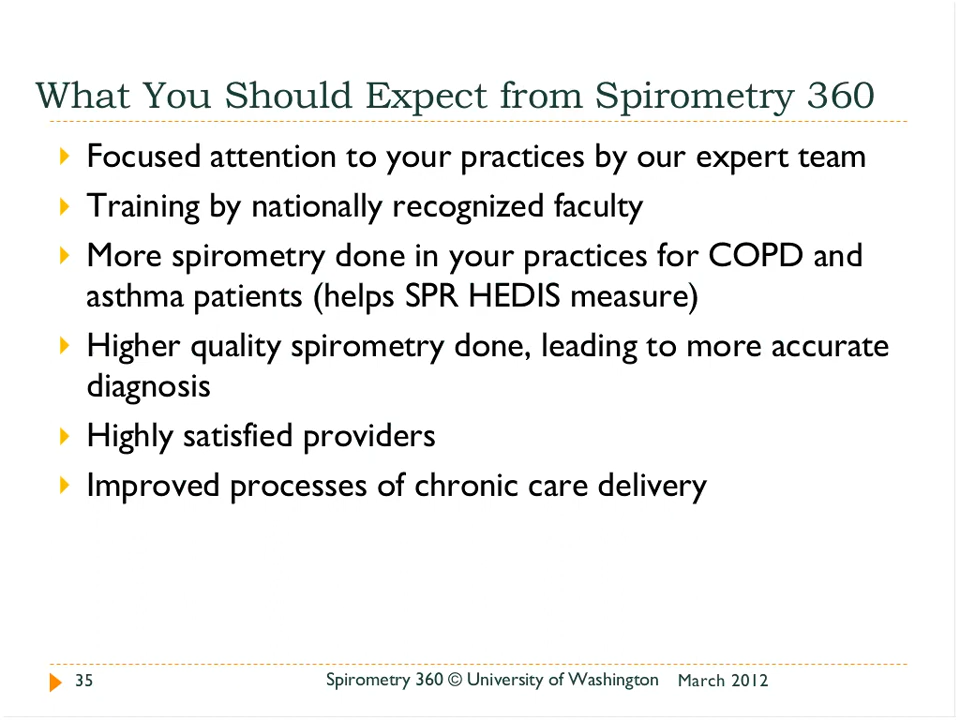 What You Should Expect from Spirometry 360
Focused attention to your practices by our expert team
Training by nationally recognized faculty
More spirometry done in your practices for COPD and
asthma patients (helps SPR HEDIS measure)
Higher quality spirometry done, leading to more accurate
diagnosis
Highly satisfied providers
Improved processes of chronic care delivery
35 Spirometry 360 © University of Washington March 2012